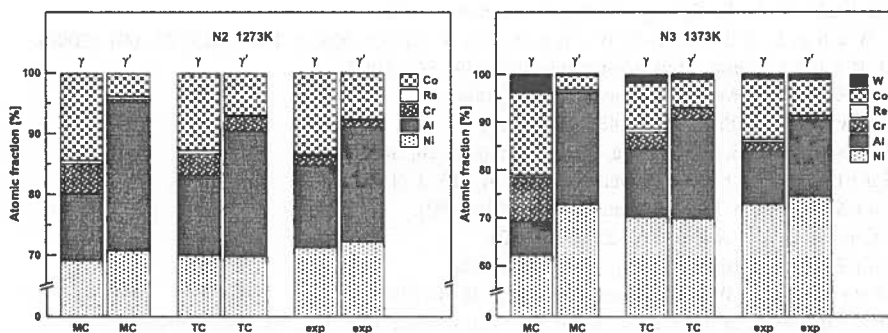 N2 1273K
γ γ' γ γ' γ γ'
Atomic fraction [%]
100
90
80
70
0
MC MC TC TC exp exp
Co
Re
Cr
Al
Ni
N3 1373K
γ γ' γ γ' γ γ'
Atomic fraction [%]
100
90
80
70
60
0
MC MC TC TC exp exp
W
Co
Re
Cr
Al
Ni